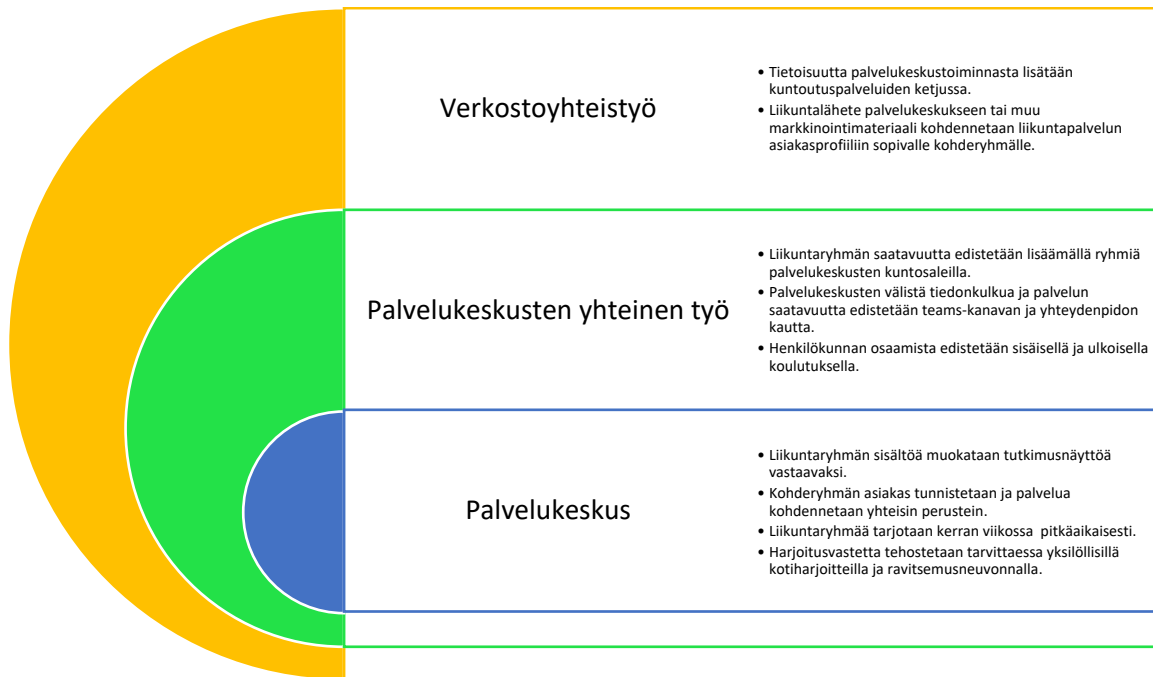 Verkostoyhteistyö
• Tietoisuutta palvelukeskustoiminnasta lisätään
kuntoutuspalveluiden ketjussa.
• Liikuntalähete palvelukeskukseen tai muu
markkinointimateriaali kohdennetaan liikuntapalvelun
asiakasprofiiliin sopivalle kohderyhmälle.
Palvelukeskusten yhteinen työ
• Liikuntaryhmän saatavuutta edistetään lisäämällä ryhmiä
palvelukeskusten kuntosaleilla.
• Palvelukeskusten välistä tiedonkulkua ja palvelun
saatavuutta edistetään teams-kanavan ja yhteydenpidon
kautta.
• Henkilökunnan osaamista edistetään sisäisellä ja ulkoisella
koulutuksella.
Palvelukeskus
• Liikuntaryhmän sisältöä muokataan tutkimusnäyttöä
vastaavaksi.
• Kohderyhmän asiakas tunnistetaan ja palvelua
kohdennetaan yhteisin perustein.
• Liikuntaryhmää tarjotaan kerran viikossa pitkäaikaisesti.
• Harjoitusvastetta tehostetaan tarvittaessa yksilöllisillä
kotiharjoitteilla ja ravitsemusneuvonnalla.